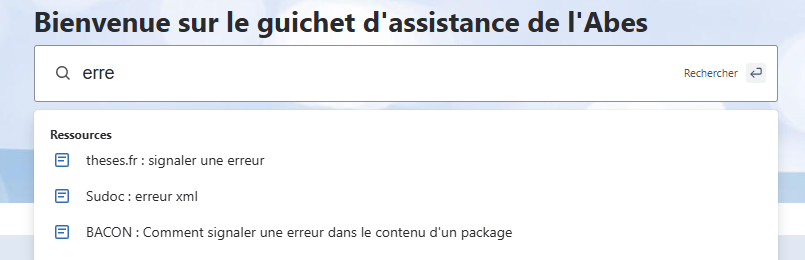 Bienvenue sur le guichet d'assistance de l'Abes
erre
Rechercher
Ressources
theses.fr : signaler une erreur
Sudoc : erreur xml
BACON : Comment signaler une erreur dans le contenu d'un package